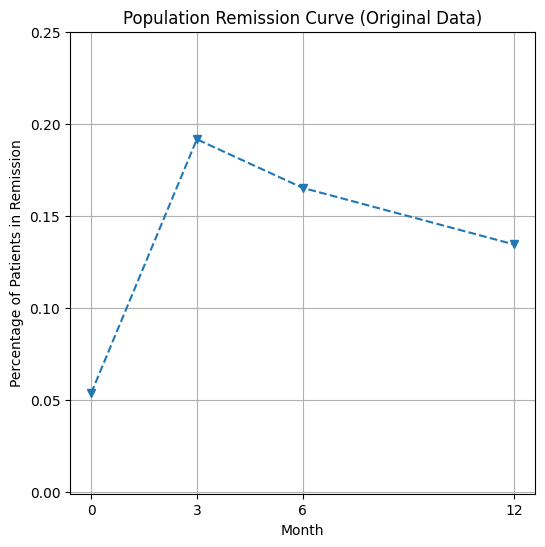 Population Remission Curve (Original Data)
Percentage of Patients in Remission
0.25
0.20
0.15
0.10
0.05
0.00
0 3 6 12
Month